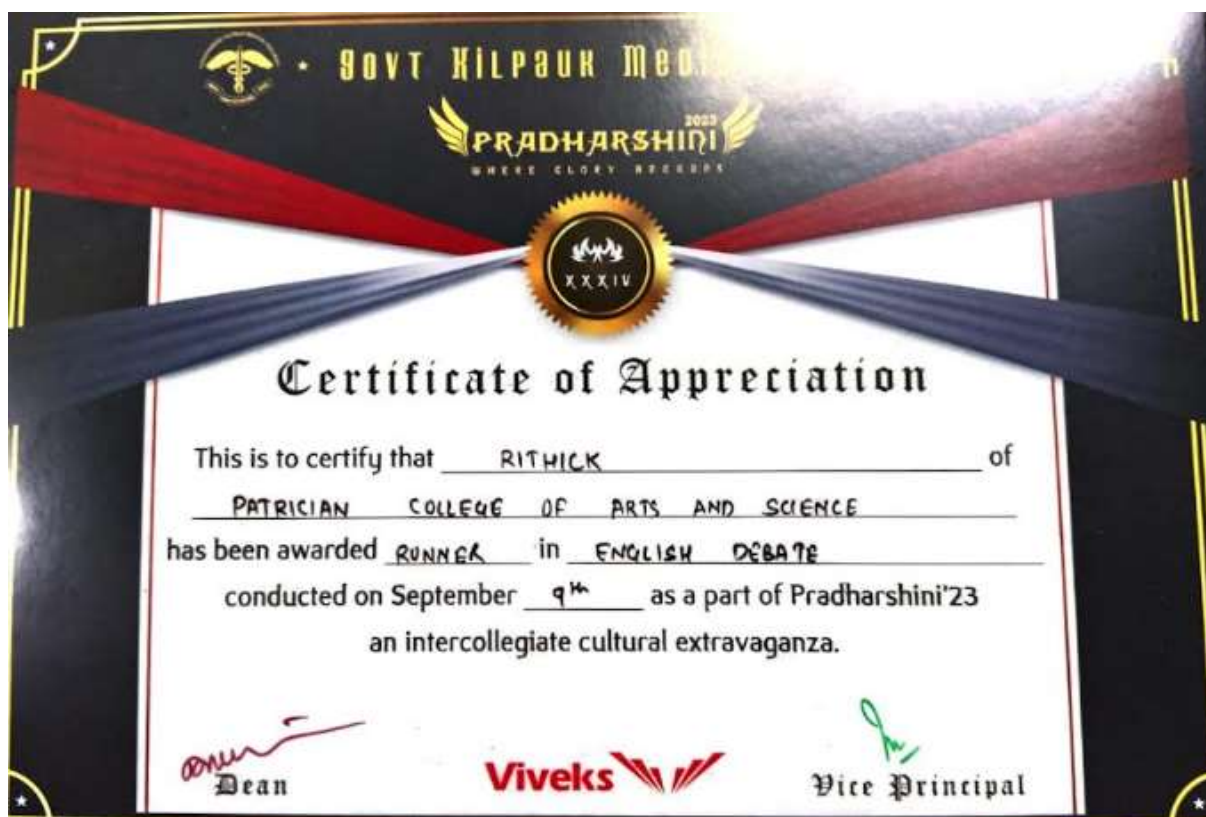 GOVT KILPAUK
2023
PRADHARSHINI
WHERE GLORY
XXXIV
Certificate of Appreciation
This is to certify that RITHICK of
PATRICIAN COLLEGE OF ARTS AND SCIENCE
has been awarded RUNNER in ENGLISH DEBATE
conducted on September 9th as a part of Pradharshini'23
an intercollegiate cultural extravaganza.
Dean
Viveks
Vice Principal